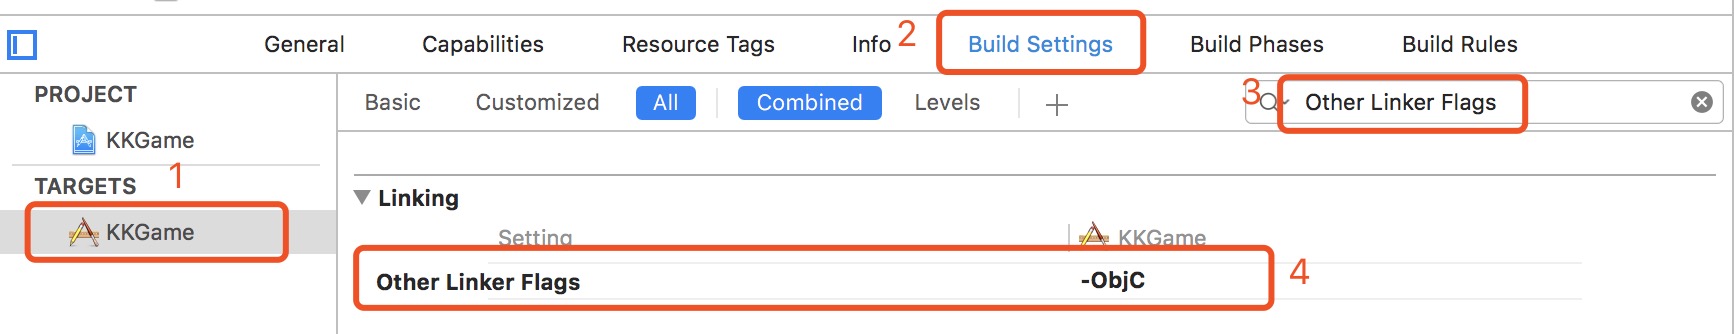 General Capabilities Resource Tags Info 2 Build Settings Build Phases Build Rules
PROJECT
KKGame
1
TARGETS
KKGame
Basic Customized All Combined Levels + 3 Other Linker Flags
Linking
Setting KKGame
Other Linker Flags -ObjC 4